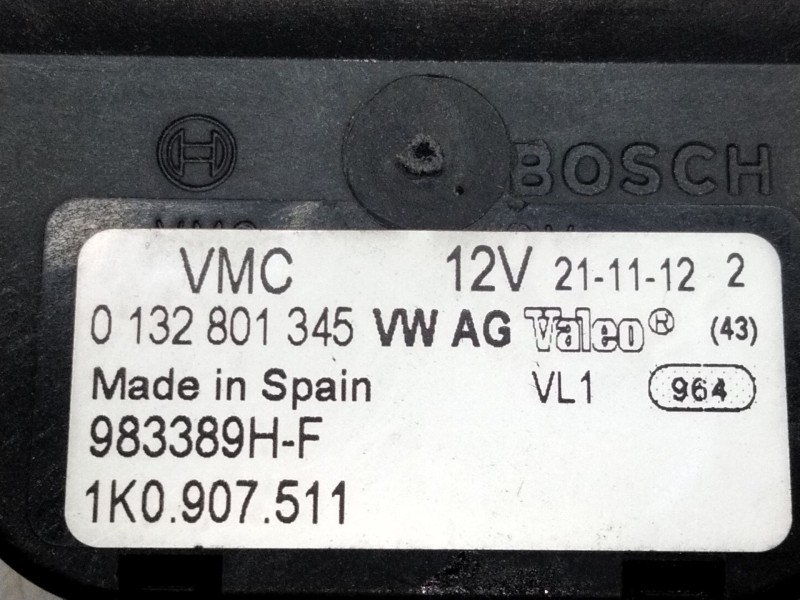 BOSCH
VMC 12V 21-11-12 2
0 132 801 345 VW AG Valeo® (43)
Made in Spain VL1 964
983389H-F
1K0.907.511